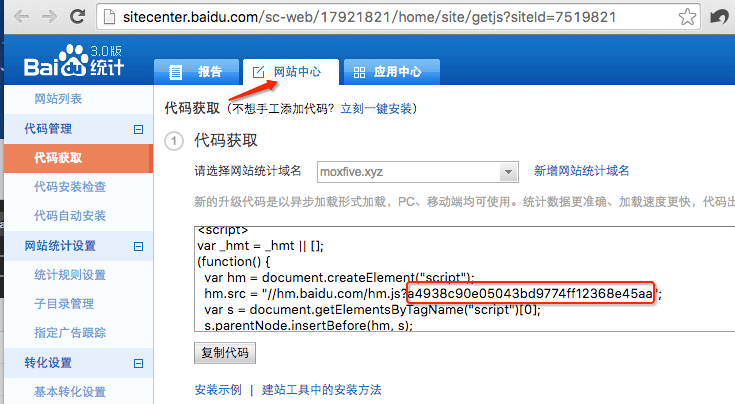 sitecenter.baidu.com/sc-web/17921821/home/site/getjs?siteId=7519821
Baidu 统计 3.0版
报告 网站中心 应用中心
网站列表
代码管理
代码获取
代码安装检查
代码自动安装
网站统计设置
统计规则设置
子目录管理
指定广告跟踪
转化设置
基本转化设置
代码获取（不想手工添加代码？ 立刻一键安装）
1 代码获取
请选择网站统计域名 moxfive.xyz 新增网站统计域名
新的升级代码是以异步加载形式加载，PC、移动端均可使用。统计数据更准确、加载速度更快，代码出
<script>
var _hmt = _hmt || [];
(function() {
var hm = document.createElement("script");
hm.src = "//hm.baidu.com/hm.js?a4938c90e05043bd9774ff12368e45aa";
var s = document.getElementsByTagName("script")[0];
s.parentNode.insertBefore(hm, s);
复制代码
安装示例 | 建站工具中的安装方法